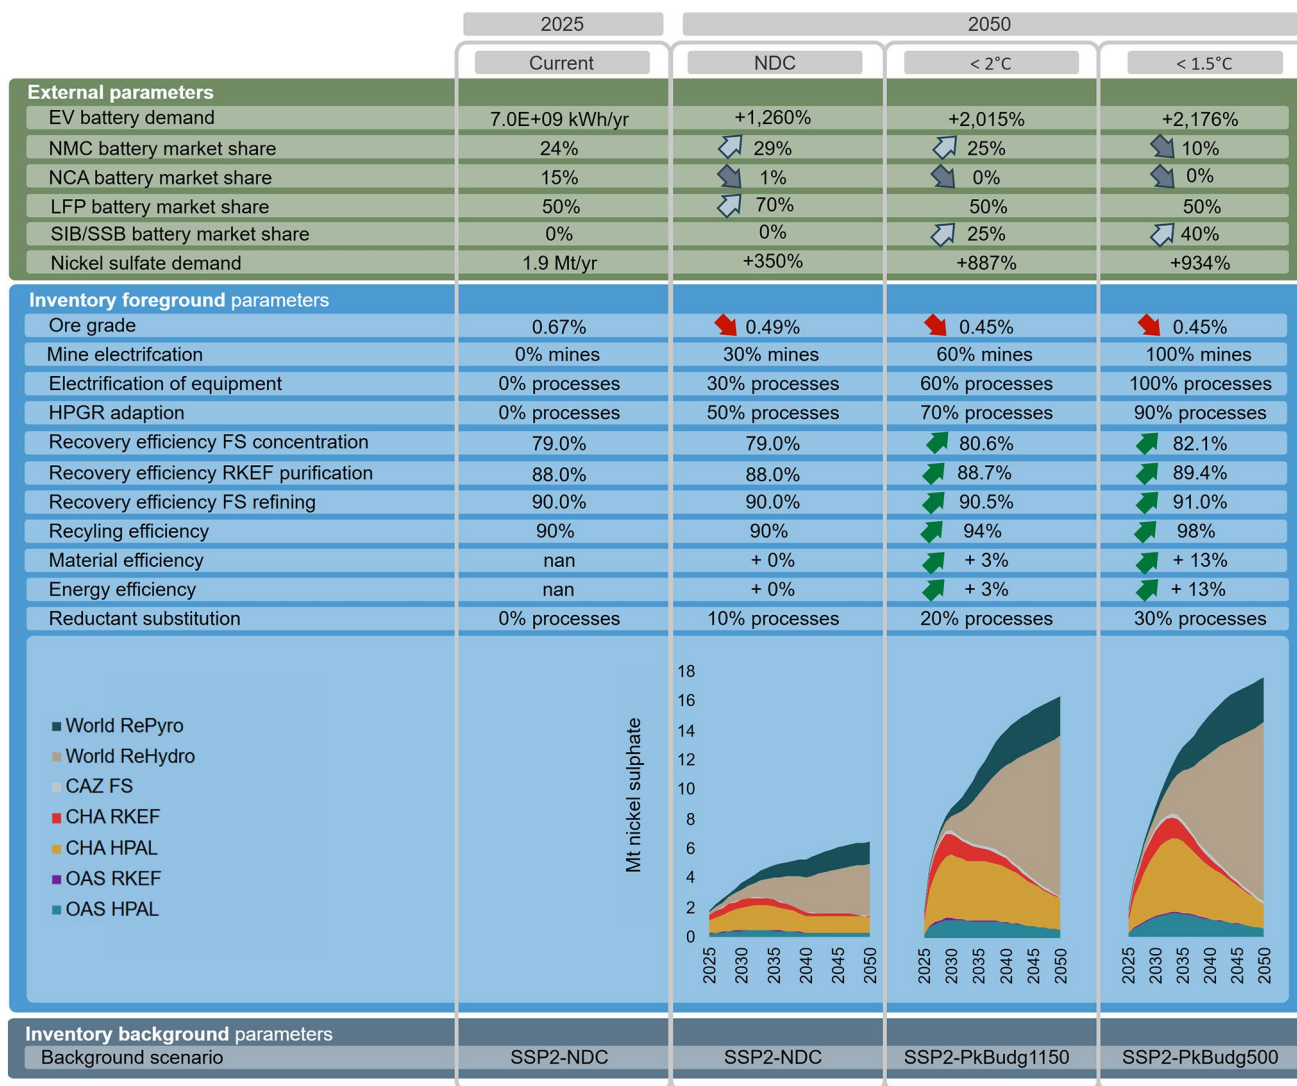 2025 2050
Current NDC < 2°C < 1.5°C
External parameters
EV battery demand 7.0E+09 kWh/yr +1,260% +2,015% +2,176%
NMC battery market share 24% 29% 25% 10%
NCA battery market share 15% 1% 0% 0%
LFP battery market share 50% 70% 50% 50%
SIB/SSB battery market share 0% 0% 25% 40%
Nickel sulfate demand 1.9 Mt/yr +350% +887% +934%
Inventory foreground parameters
Ore grade 0.67% 0.49% 0.45% 0.45%
Mine electrifcation 0% mines 30% mines 60% mines 100% mines
Electrification of equipment 0% processes 30% processes 60% processes 100% processes
HPGR adaption 0% processes 50% processes 70% processes 90% processes
Recovery efficiency FS concentration 79.0% 79.0% 80.6% 82.1%
Recovery efficiency RKEF purification 88.0% 88.0% 88.7% 89.4%
Recovery efficiency FS refining 90.0% 90.0% 90.5% 91.0%
Recyling efficiency 90% 90% 94% 98%
Material efficiency nan + 0% + 3% + 13%
Energy efficiency nan + 0% + 3% + 13%
Reductant substitution 0% processes 10% processes 20% processes 30% processes
World RePyro
World ReHydro
CAZ FS
CHA RKEF
CHA HPAL
OAS RKEF
OAS HPAL
Mt nickel sulphate
18
16
14
12
10
8
6
4
2
0
2025 2030 2035 2040 2045 2050 2025 2030 2035 2040 2045 2050 2025 2030 2035 2040 2045 2050
Inventory background parameters
Background scenario SSP2-NDC SSP2-NDC SSP2-PkBudg1150 SSP2-PkBudg500